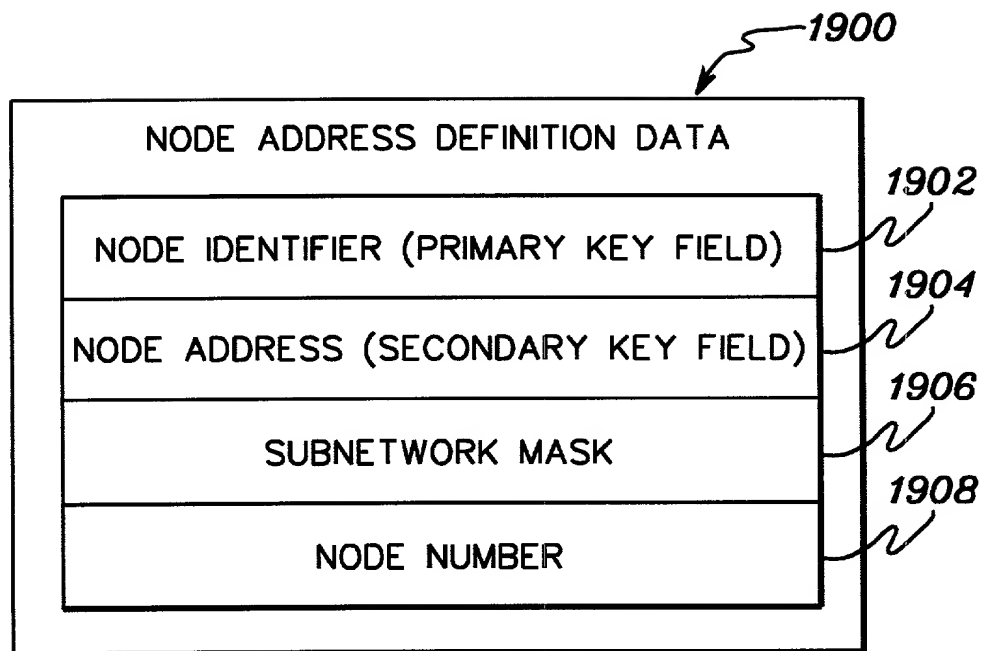 1900
NODE ADDRESS DEFINITION DATA
1902
NODE IDENTIFIER (PRIMARY KEY FIELD)
1904
NODE ADDRESS (SECONDARY KEY FIELD)
1906
SUBNETWORK MASK
1908
NODE NUMBER